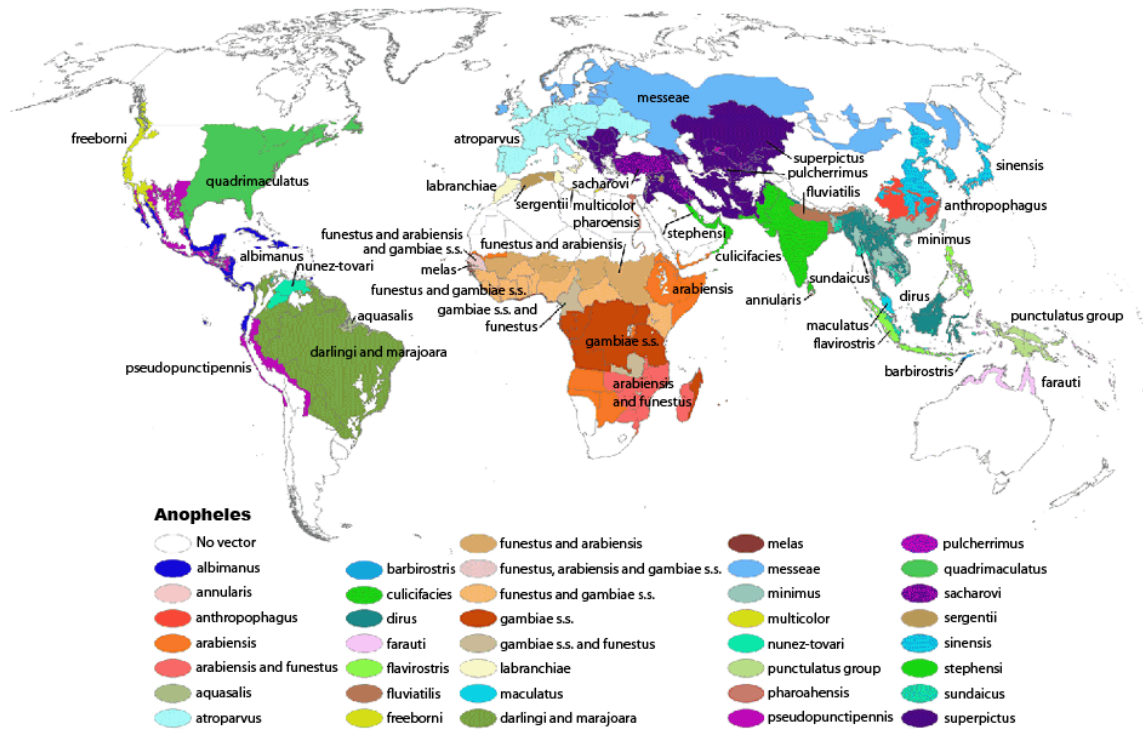 messeae
freeborni
atroparvus
superpictus
pulcherrimus
sinensis
quadrimaculatus
labranchiae
sacharovi
fluviatilis
sergentii
multicolor
anthropophagus
pharoensis
stephensi
funestus and arabiensis
and gambiae s.s.
funestus and arabiensis
minimus
albimanus
culicifacies
nunez-tovari
melas
sundaicus
funestus and gambiae s.s.
arabiensis
dirus
annularis
gambiae s.s. and
funestus
aquasalis
punctulatus group
maculatus
gambiae s.s.
flavirostris
darlingi and marajoara
pseudopunctipennis
barbirostris
arabiensis
and funestus
farauti
Anopheles
No vector
albimanus
annularis
anthropophagus
arabiensis
arabiensis and funestus
aquasalis
atroparvus
barbirostris
culicifacies
dirus
farauti
flavirostris
fluviatilis
freeborni
funestus and arabiensis
funestus, arabiensis and gambiae s.s.
funestus and gambiae s.s.
gambiae s.s.
gambiae s.s. and funestus
labranchiae
maculatus
darlingi and marajoara
melas
messeae
minimus
multicolor
nunez-tovari
punctulatus group
pharoahensis
pseudopunctipennis
pulcherrimus
quadrimaculatus
sacharovi
sergentii
sinensis
stephensi
sundaicus
superpictus